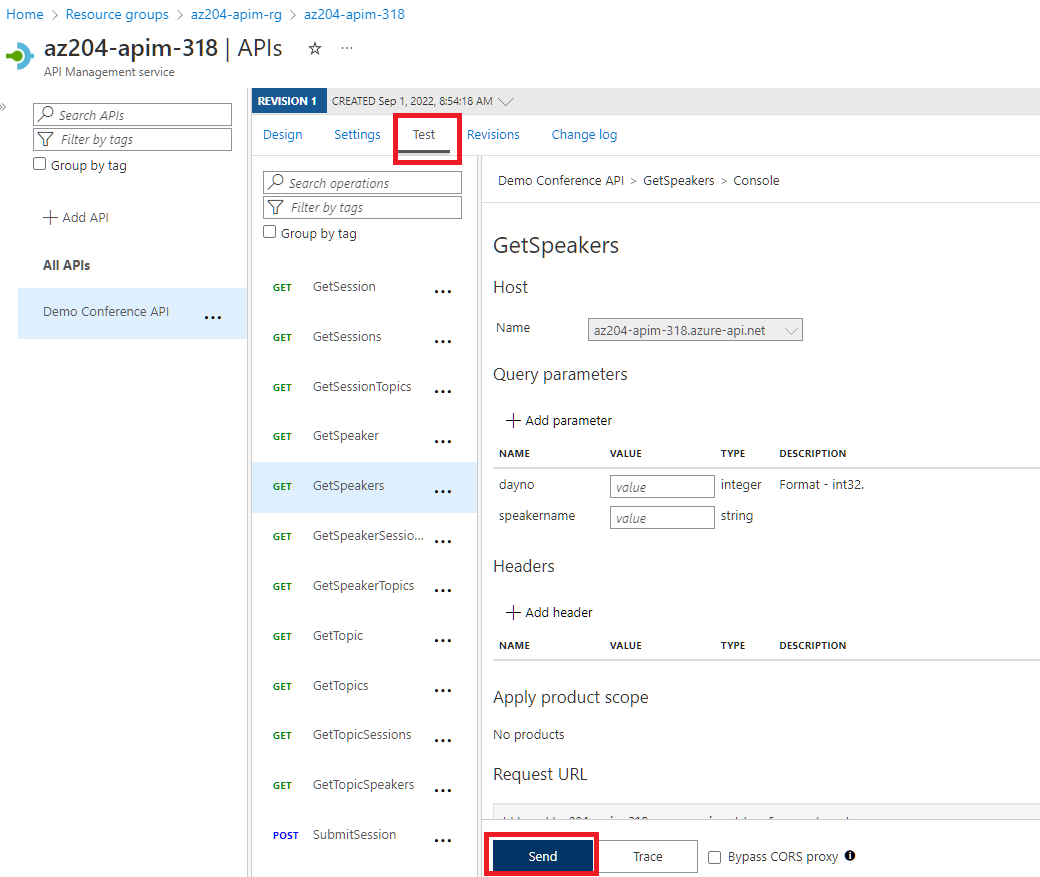 Home > Resource groups > az204-apim-rg > az204-apim-318
az204-apim-318 | APIs ☆ ...
API Management service
»
Search APIs
Filter by tags
Group by tag
+ Add API
All APIs
Demo Conference API ...
REVISION 1 CREATED Sep 1, 2022, 8:54:18 AM
Design Settings Test Revisions Change log
Search operations
Filter by tags
Group by tag
GET GetSession ...
GET GetSessions ...
GET GetSessionTopics ...
GET GetSpeaker ...
GET GetSpeakers ...
GET GetSpeakerSessio... ...
GET GetSpeakerTopics ...
GET GetTopic ...
GET GetTopics ...
GET GetTopicSessions ...
GET GetTopicSpeakers ...
POST SubmitSession ...
Demo Conference API > GetSpeakers > Console
GetSpeakers
Host
Name az204-apim-318.azure-api.net
Query parameters
+ Add parameter
NAME VALUE TYPE DESCRIPTION
dayno value integer Format - int32.
speakername value string
Headers
+ Add header
NAME VALUE TYPE DESCRIPTION
Apply product scope
No products
Request URL
Send Trace Bypass CORS proxy